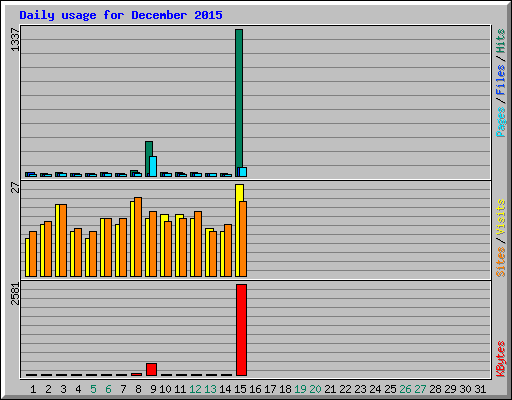 Daily usage for December 2015
1337
Pages/Files/Hits
27
Sites/Visits
2581
KBytes
1 2 3 4 5 6 7 8 9 10 11 12 13 14 15 16 17 18 19 20 21 22 23 24 25 26 27 28 29 30 31